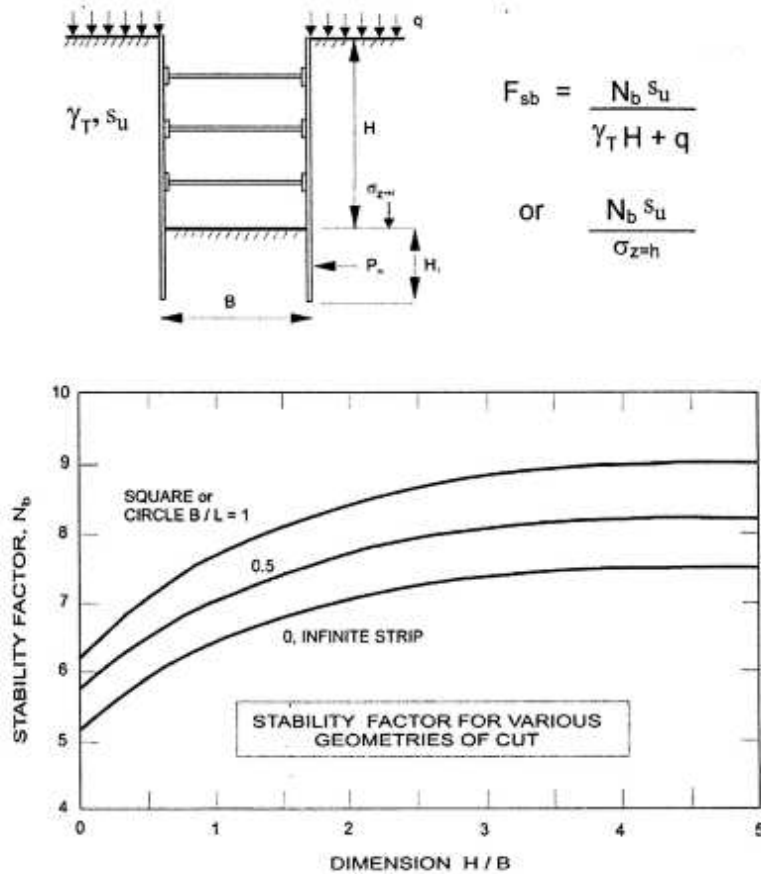 q
γT, su
H
σz=h
Hı
B
Fsb = Nb su
γT H + q
or Nb su
σz=h
10
9
8
7
6
5
4
STABILITY FACTOR, Nb
SQUARE or
CIRCLE B / L = 1
0.5
0, INFINITE STRIP
STABILITY FACTOR FOR VARIOUS
GEOMETRIES OF CUT
0 1 2 3 4 5
DIMENSION H / B